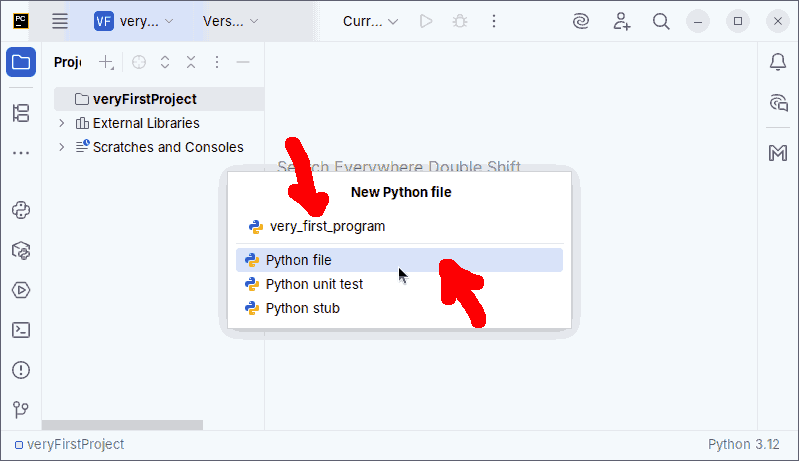 PC
VF very... Vers... Curr...
Proj
veryFirstProject
External Libraries
Scratches and Consoles
Search Everywhere Double Shift
New Python file
very_first_program
Python file
Python unit test
Python stub
veryFirstProject Python 3.12